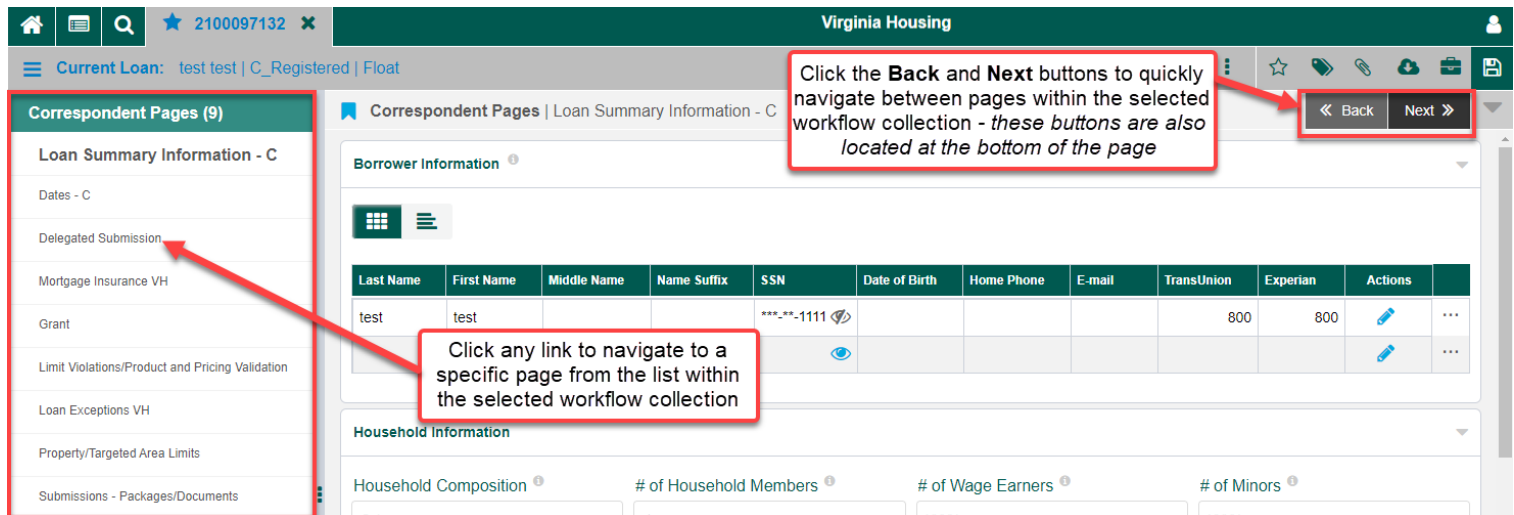 2100097132
Virginia Housing
Current Loan: test test | C_Registered | Float
Click the Back and Next buttons to quickly
navigate between pages within the selected
workflow collection - these buttons are also
located at the bottom of the page
Correspondent Pages (9)
Correspondent Pages | Loan Summary Information - C
Back
Next
Loan Summary Information - C
Dates - C
Delegated Submission
Mortgage Insurance VH
Grant
Limit Violations/Product and Pricing Validation
Loan Exceptions VH
Property/Targeted Area Limits
Submissions - Packages/Documents
Borrower Information
Last Name First Name Middle Name Name Suffix SSN Date of Birth Home Phone E-mail TransUnion Experian Actions
test test ***-**-1111 800 800
Click any link to navigate to a
specific page from the list within
the selected workflow collection
Household Information
Household Composition # of Household Members # of Wage Earners # of Minors